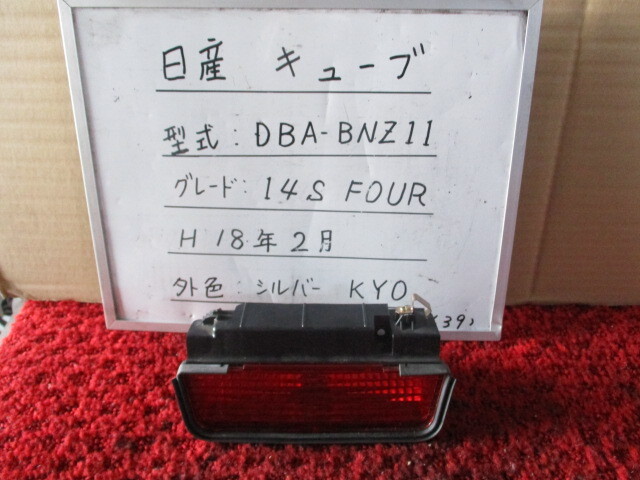 日産 キューブ
型式:DBA-BNZ11
グレード:14S FOUR
H18年2月
外色:シルバー KYO
39)